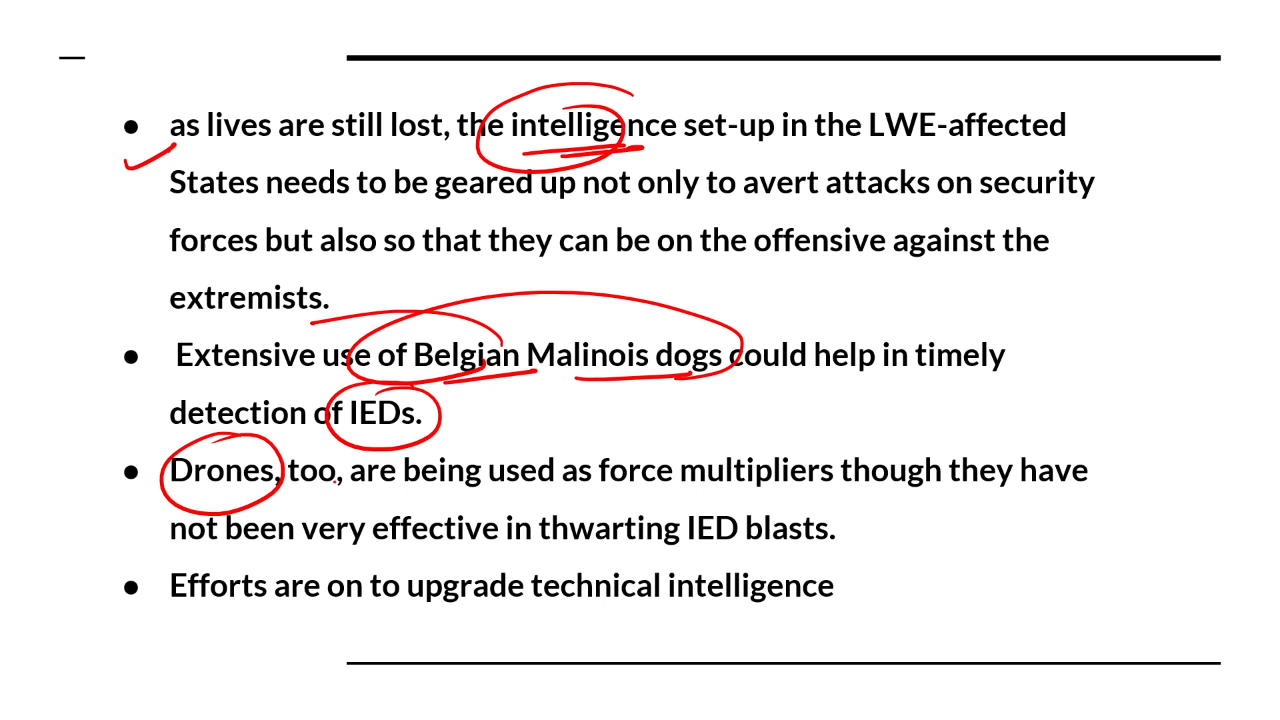 ● as lives are still lost, the intelligence set-up in the LWE-affected
States needs to be geared up not only to avert attacks on security
forces but also so that they can be on the offensive against the
extremists.
● Extensive use of Belgian Malinois dogs could help in timely
detection of IEDs.
● Drones, too, are being used as force multipliers though they have
not been very effective in thwarting IED blasts.
● Efforts are on to upgrade technical intelligence